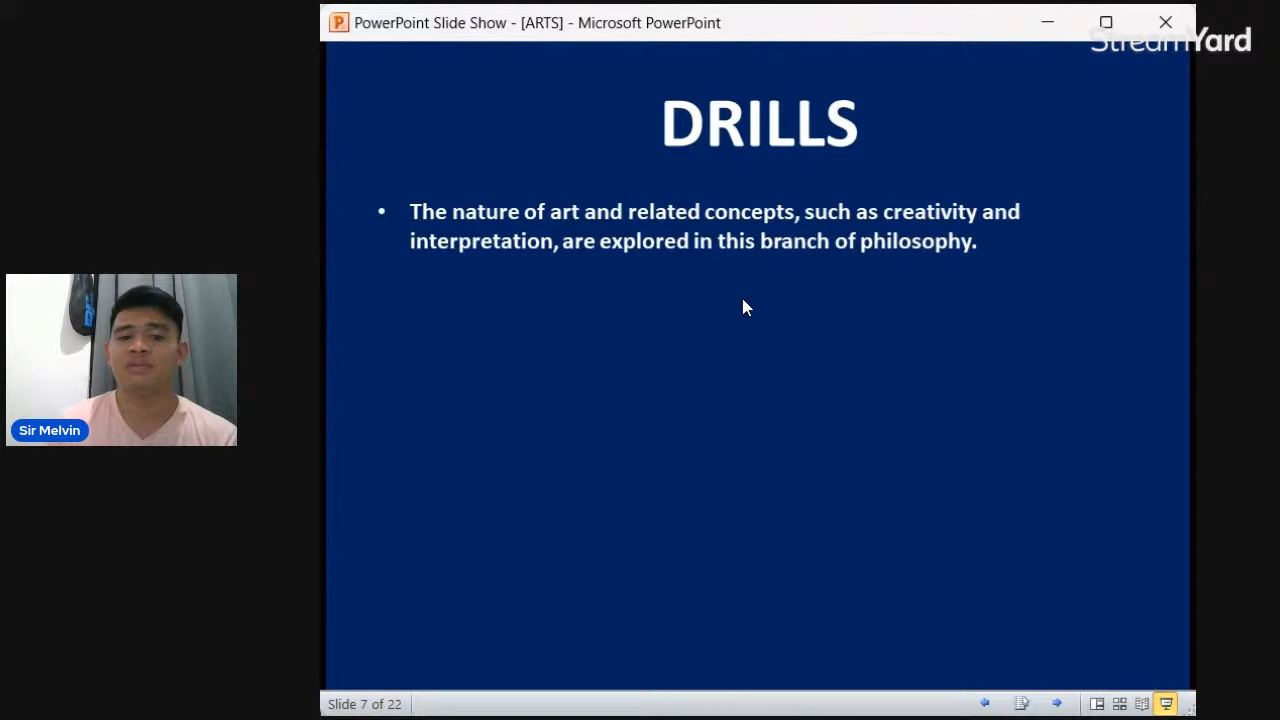 PowerPoint Slide Show - [ARTS] - Microsoft PowerPoint
StreamYard
DRILLS
• The nature of art and related concepts, such as creativity and
interpretation, are explored in this branch of philosophy.
Sir Melvin
Slide 7 of 22